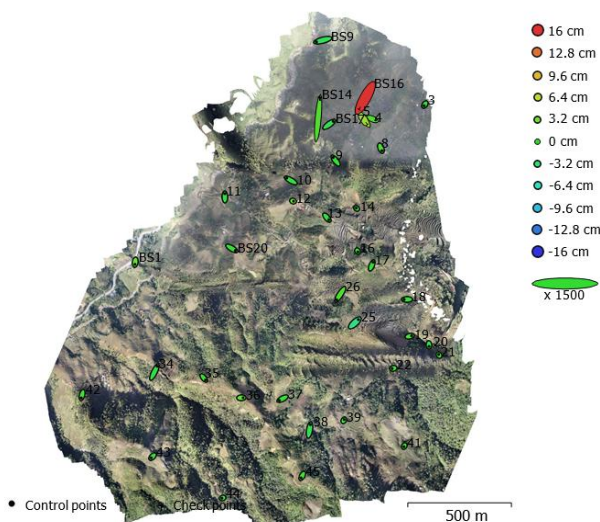 BS9
BS16
BS14
3
5
4
8
9
10
11
12
13
14
BS20
16
BS1
17
26
18
25
19
20
21
22
34
35
42
36
37
38
39
41
43
45
44
Control points
Check points
500 m
16 cm
12.8 cm
9.6 cm
6.4 cm
3.2 cm
0 cm
-3.2 cm
-6.4 cm
-9.6 cm
-12.8 cm
-16 cm
x 1500